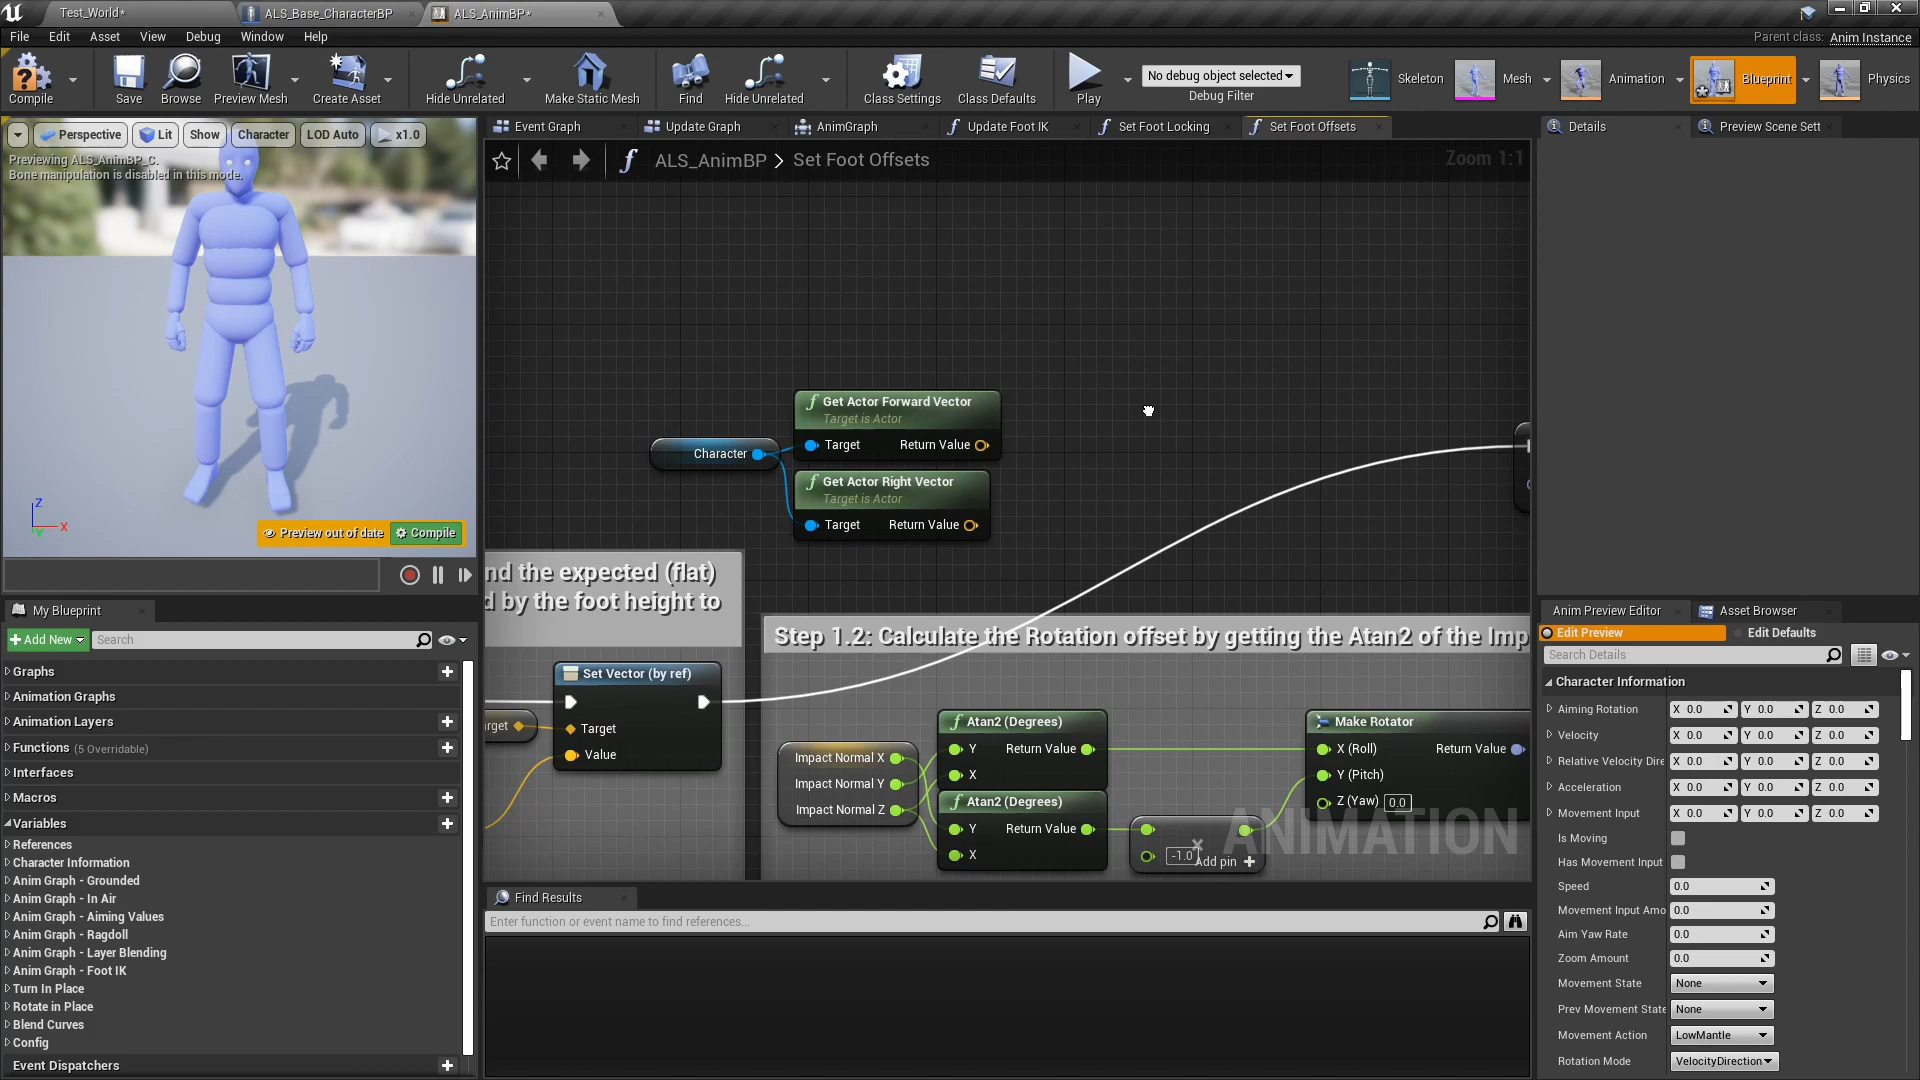 Test_World*
ALS_Base_CharacterBP
ALS_AnimBP*
File Edit Asset View Debug Window Help
Parent class: Anim Instance
Compile
Save
Browse
Preview Mesh
Create Asset
Hide Unrelated
Make Static Mesh
Find
Hide Unrelated
Class Settings
Class Defaults
Play
No debug object selected
Debug Filter
Skeleton
Mesh
Animation
Blueprint
Physics
Perspective Lit Show Character LOD Auto x1.0
Previewing ALS_AnimBP_C.
Bone manipulation is disabled in this mode.
Z
X
Preview out of date
Compile
Event Graph
Update Graph
AnimGraph
Update Foot IK
Set Foot Locking
Set Foot Offsets
ALS_AnimBP > Set Foot Offsets
Zoom 1:1
Get Actor Forward Vector
Target is Actor
Target Return Value
Character
Get Actor Right Vector
Target is Actor
Target Return Value
nd the expected (flat)
d by the foot height to
Step 1.2: Calculate the Rotation offset by getting the Atan2 of the Imp
Set Vector (by ref)
rget
Target
Value
Impact Normal X
Impact Normal Y
Impact Normal Z
Atan2 (Degrees)
Y Return Value
X
Atan2 (Degrees)
Y Return Value
X
-1.0
Add pin +
Make Rotator
X (Roll) Return Value
Y (Pitch)
Z (Yaw) 0.0
ANIMATION
My Blueprint
+ Add New
Search
Graphs
Animation Graphs
Animation Layers
Functions (5 Overridable)
Interfaces
Macros
Variables
References
Character Information
Anim Graph - Grounded
Anim Graph - In Air
Anim Graph - Aiming Values
Anim Graph - Ragdoll
Anim Graph - Layer Blending
Anim Graph - Foot IK
Turn In Place
Rotate in Place
Blend Curves
Config
Event Dispatchers
Find Results
Enter function or event name to find references...
Details
Preview Scene Sett
Anim Preview Editor
Asset Browser
Edit Preview
Edit Defaults
Search Details
Character Information
Aiming Rotation X 0.0 Y 0.0 Z 0.0
Velocity X 0.0 Y 0.0 Z 0.0
Relative Velocity Dire X 0.0 Y 0.0 Z 0.0
Acceleration X 0.0 Y 0.0 Z 0.0
Movement Input X 0.0 Y 0.0 Z 0.0
Is Moving
Has Movement Input
Speed 0.0
Movement Input Amo 0.0
Aim Yaw Rate 0.0
Zoom Amount 0.0
Movement State None
Prev Movement State None
Movement Action LowMantle
Rotation Mode VelocityDirection